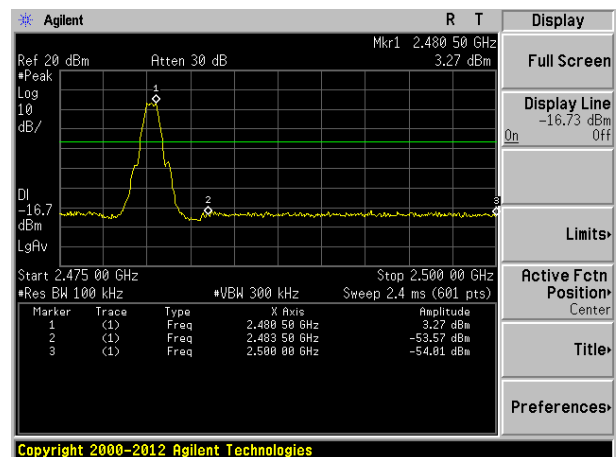 Agilent R T Display
Mkr1 2.480 50 GHz
Ref 20 dBm Atten 30 dB 3.27 dBm
#Peak
Log
10
dB/
1
2
3
DI
-16.7
dBm
LgAv
Start 2.475 00 GHz Stop 2.500 00 GHz
#Res BW 100 kHz #VBW 300 kHz Sweep 2.4 ms (601 pts)
Marker Trace Type X Axis Amplitude
1 (1) Freq 2.480 50 GHz 3.27 dBm
2 (1) Freq 2.483 50 GHz -53.57 dBm
3 (1) Freq 2.500 00 GHz -54.01 dBm
Full Screen
Display Line
-16.73 dBm
On Off
Limits
Active Fctn
Position
Center
Title
Preferences
Copyright 2000-2012 Agilent Technologies